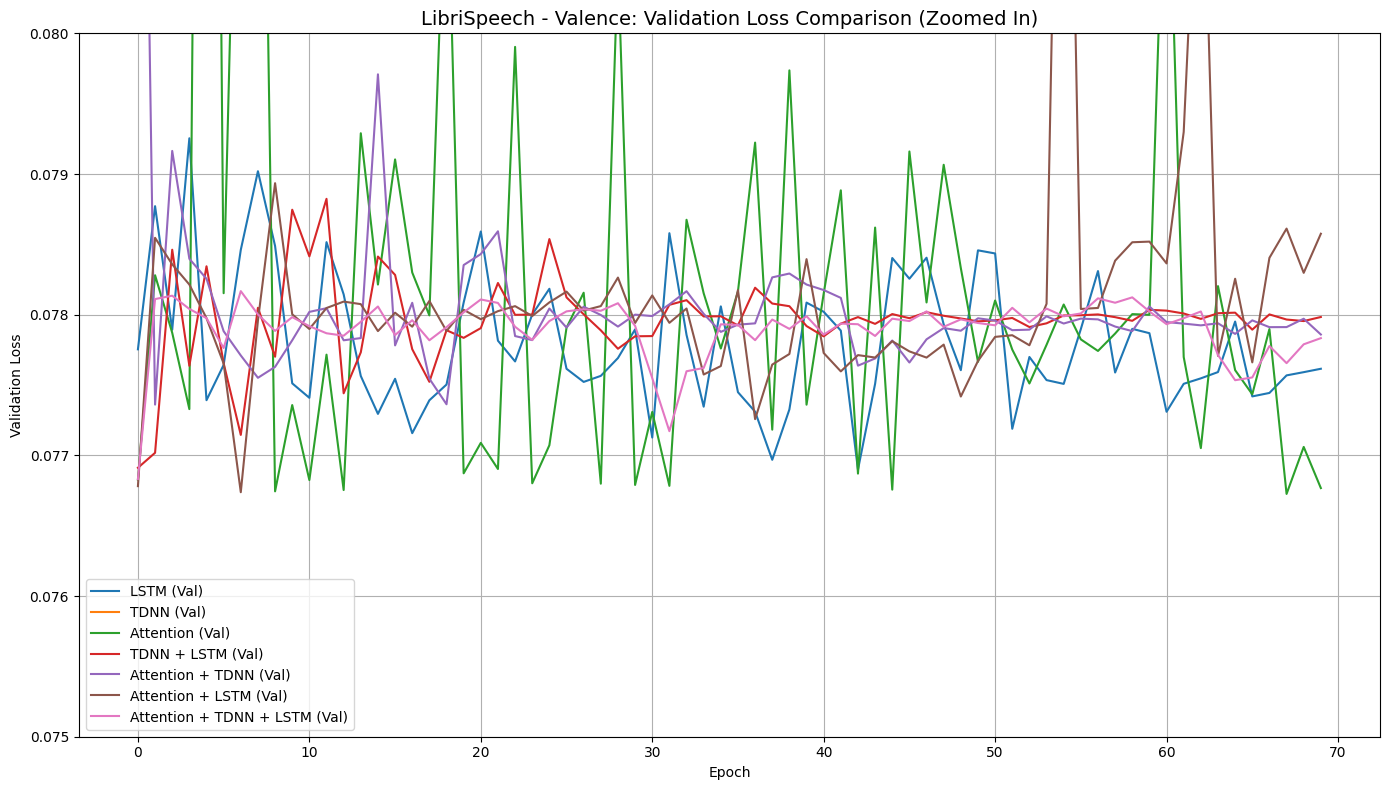 LibriSpeech - Valence: Validation Loss Comparison (Zoomed In)
Validation Loss
0.080
0.079
0.078
0.077
0.076
0.075
LSTM (Val)
TDNN (Val)
Attention (Val)
TDNN + LSTM (Val)
Attention + TDNN (Val)
Attention + LSTM (Val)
Attention + TDNN + LSTM (Val)
0 10 20 30 40 50 60 70
Epoch